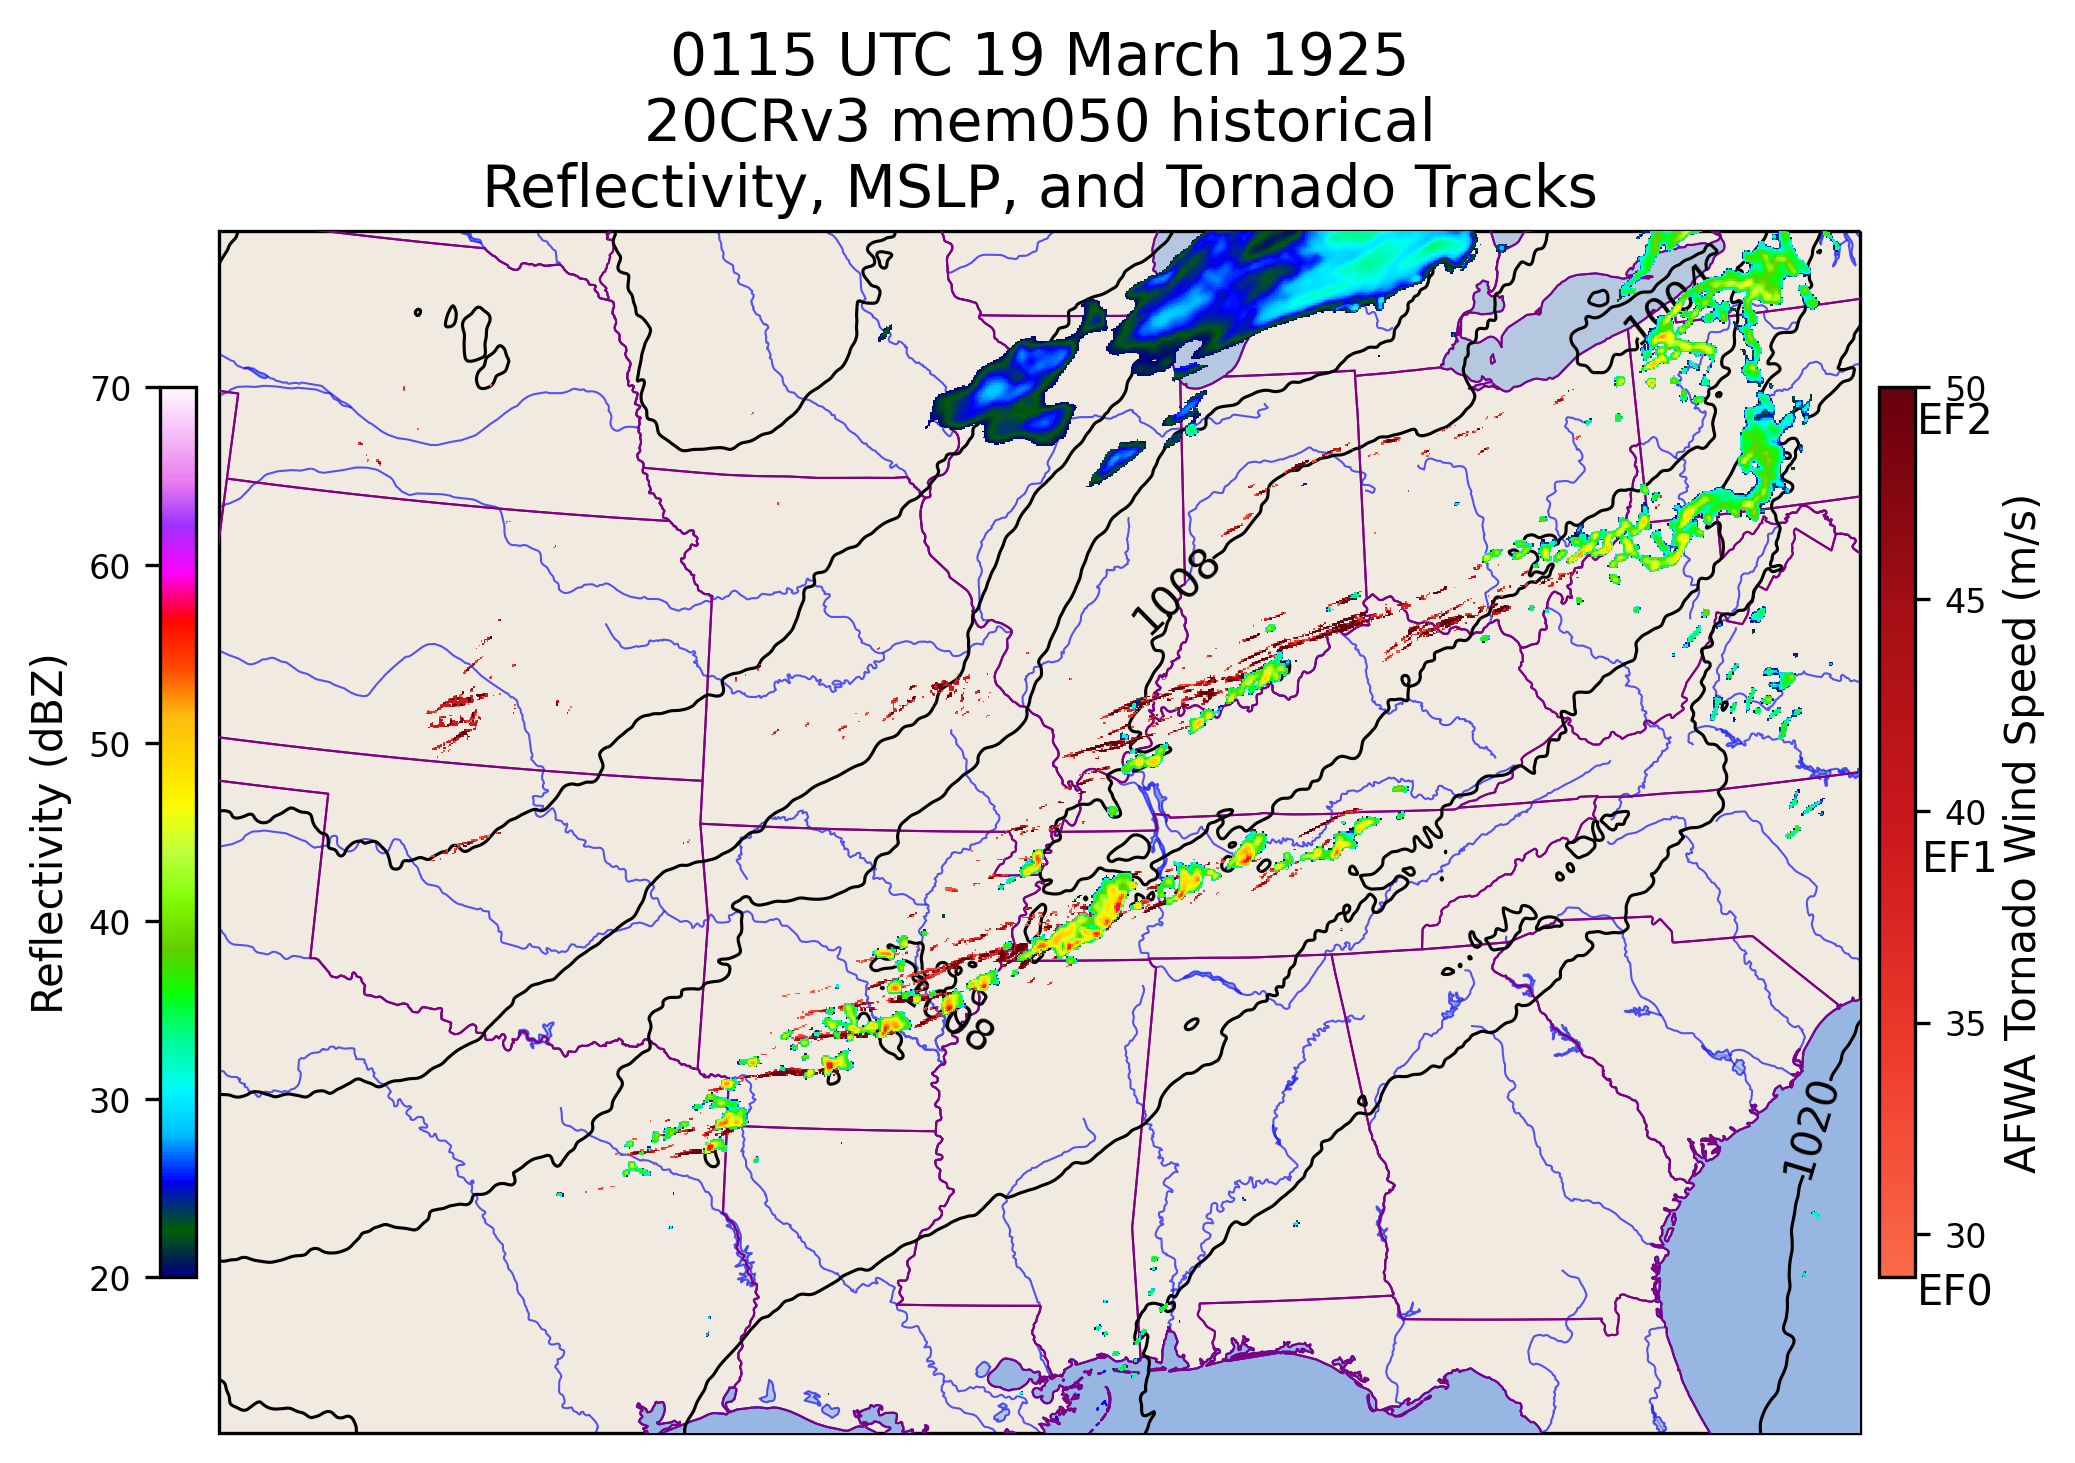 0115 UTC 19 March 1925
20CRv3 mem050 historical
Reflectivity, MSLP, and Tornado Tracks
Reflectivity (dBZ)
70
60
50
40
30
20
1004
1008
08
1020
50
EF2
45
40
EF1
35
30
EF0
AFWA Tornado Wind Speed (m/s)